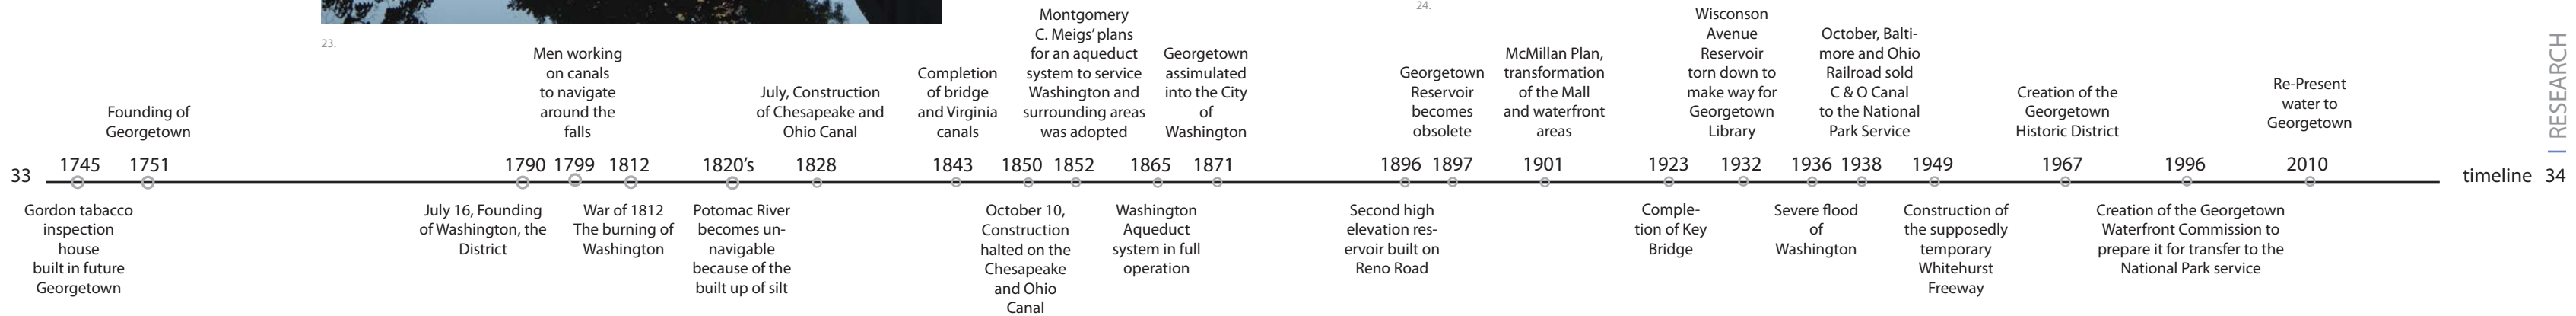 23.
24.
Founding of
Georgetown
Men working
on canals
to navigate
around the
falls
July, Construction
of Chesapeake and
Ohio Canal
Completion
of bridge
and Virginia
canals
Montgomery
C. Meigs' plans
for an aqueduct
system to service
Washington and
surrounding areas
was adopted
Georgetown
assimilated
into the City
of
Washington
Georgetown
Reservoir
becomes
obsolete
McMillan Plan,
transformation
of the Mall
and waterfront
areas
Wisconson
Avenue
Reservoir
torn down to
make way for
Georgetown
Library
October, Balti-
more and Ohio
Railroad sold
C & O Canal
to the National
Park Service
Creation of the
Georgetown
Historic District
Re-Present
water to
Georgetown
| RESEARCH
33 1745 1751 1790 1799 1812 1820's 1828 1843 1850 1852 1865 1871 1896 1897 1901 1923 1932 1936 1938 1949 1967 1996 2010 timeline 34
Gordon tabacco
inspection
house
built in future
Georgetown
July 16, Founding
of Washington, the
District
War of 1812
The burning of
Washington
Potomac River
becomes un-
navigable
because of the
built up of silt
October 10,
Construction
halted on the
Chesapeake
and Ohio
Canal
Washington
Aqueduct
system in full
operation
Second high
elevation res-
ervoir built on
Reno Road
Comple-
tion of Key
Bridge
Severe flood
of
Washington
Construction of
the supposedly
temporary
Whitehurst
Freeway
Creation of the Georgetown
Waterfront Commission to
prepare it for transfer to the
National Park service